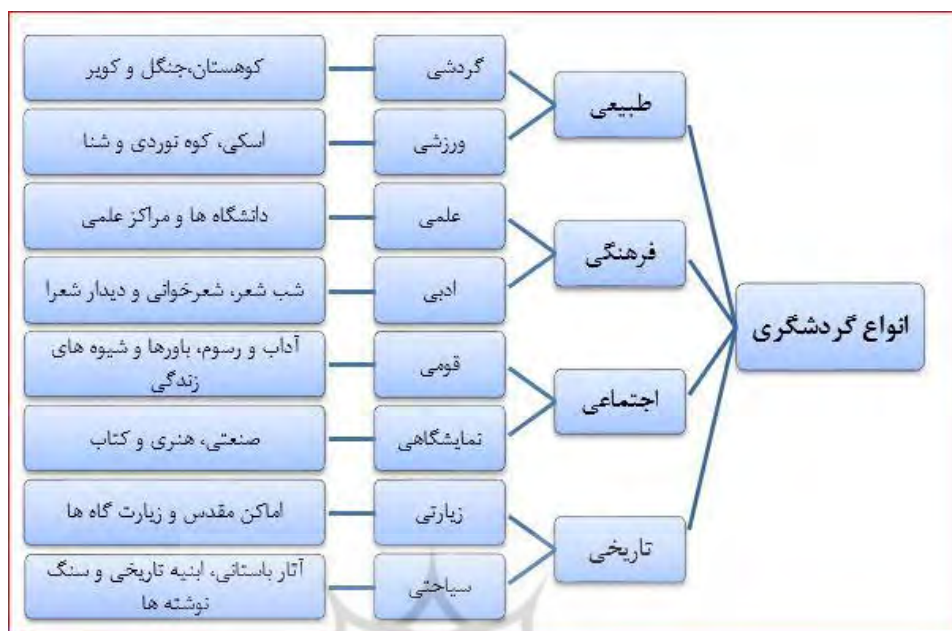 انواع گردشگری
طبیعی
گردشی
کوهستان،جنگل و کویر
ورزشی
اسکی، کوه نوردی و شنا
فرهنگی
علمی
دانشگاه ها و مراکز علمی
ادبی
شب شعر، شعرخوانی و دیدار شعرا
اجتماعی
قومی
آداب و رسوم، باورها و شیوه های
زندگی
نمایشگاهی
صنعتی، هنری و کتاب
تاریخی
زیارتی
اماکن مقدس و زیارت گاه ها
سیاحتی
آثار باستانی، ابنیه تاریخی و سنگ
نوشته ها